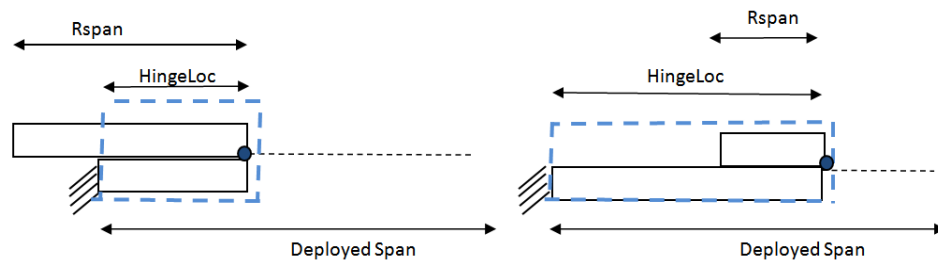 Rspan
HingeLoc
Deployed Span
Rspan
HingeLoc
Deployed Span